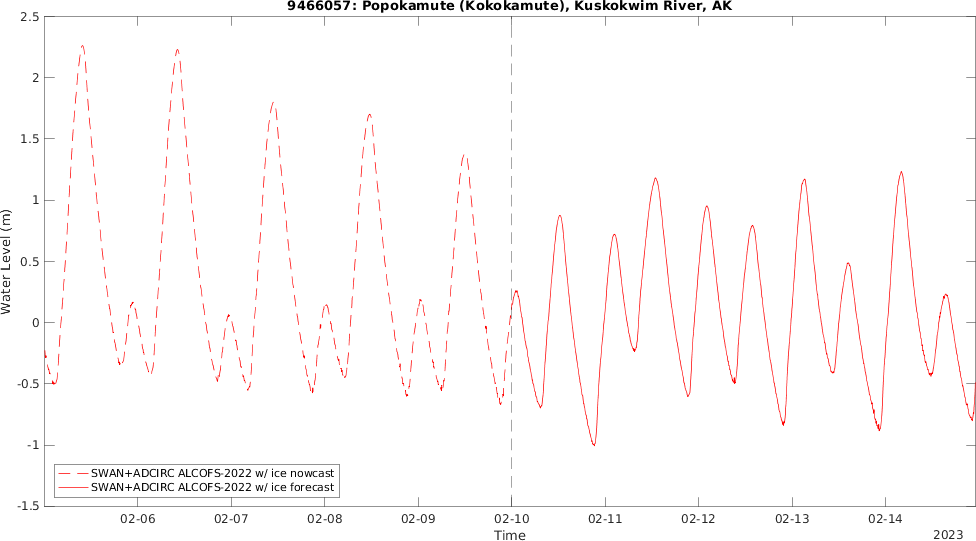 9466057: Popokamute (Kokokamute), Kuskokwim River, AK
2.5
2
1.5
1
0.5
0
-0.5
-1
-1.5
Water Level (m)
SWAN+ADCIRC ALCOFS-2022 w/ ice nowcast
SWAN+ADCIRC ALCOFS-2022 w/ ice forecast
02-06 02-07 02-08 02-09 02-10 02-11 02-12 02-13 02-14
Time
2023